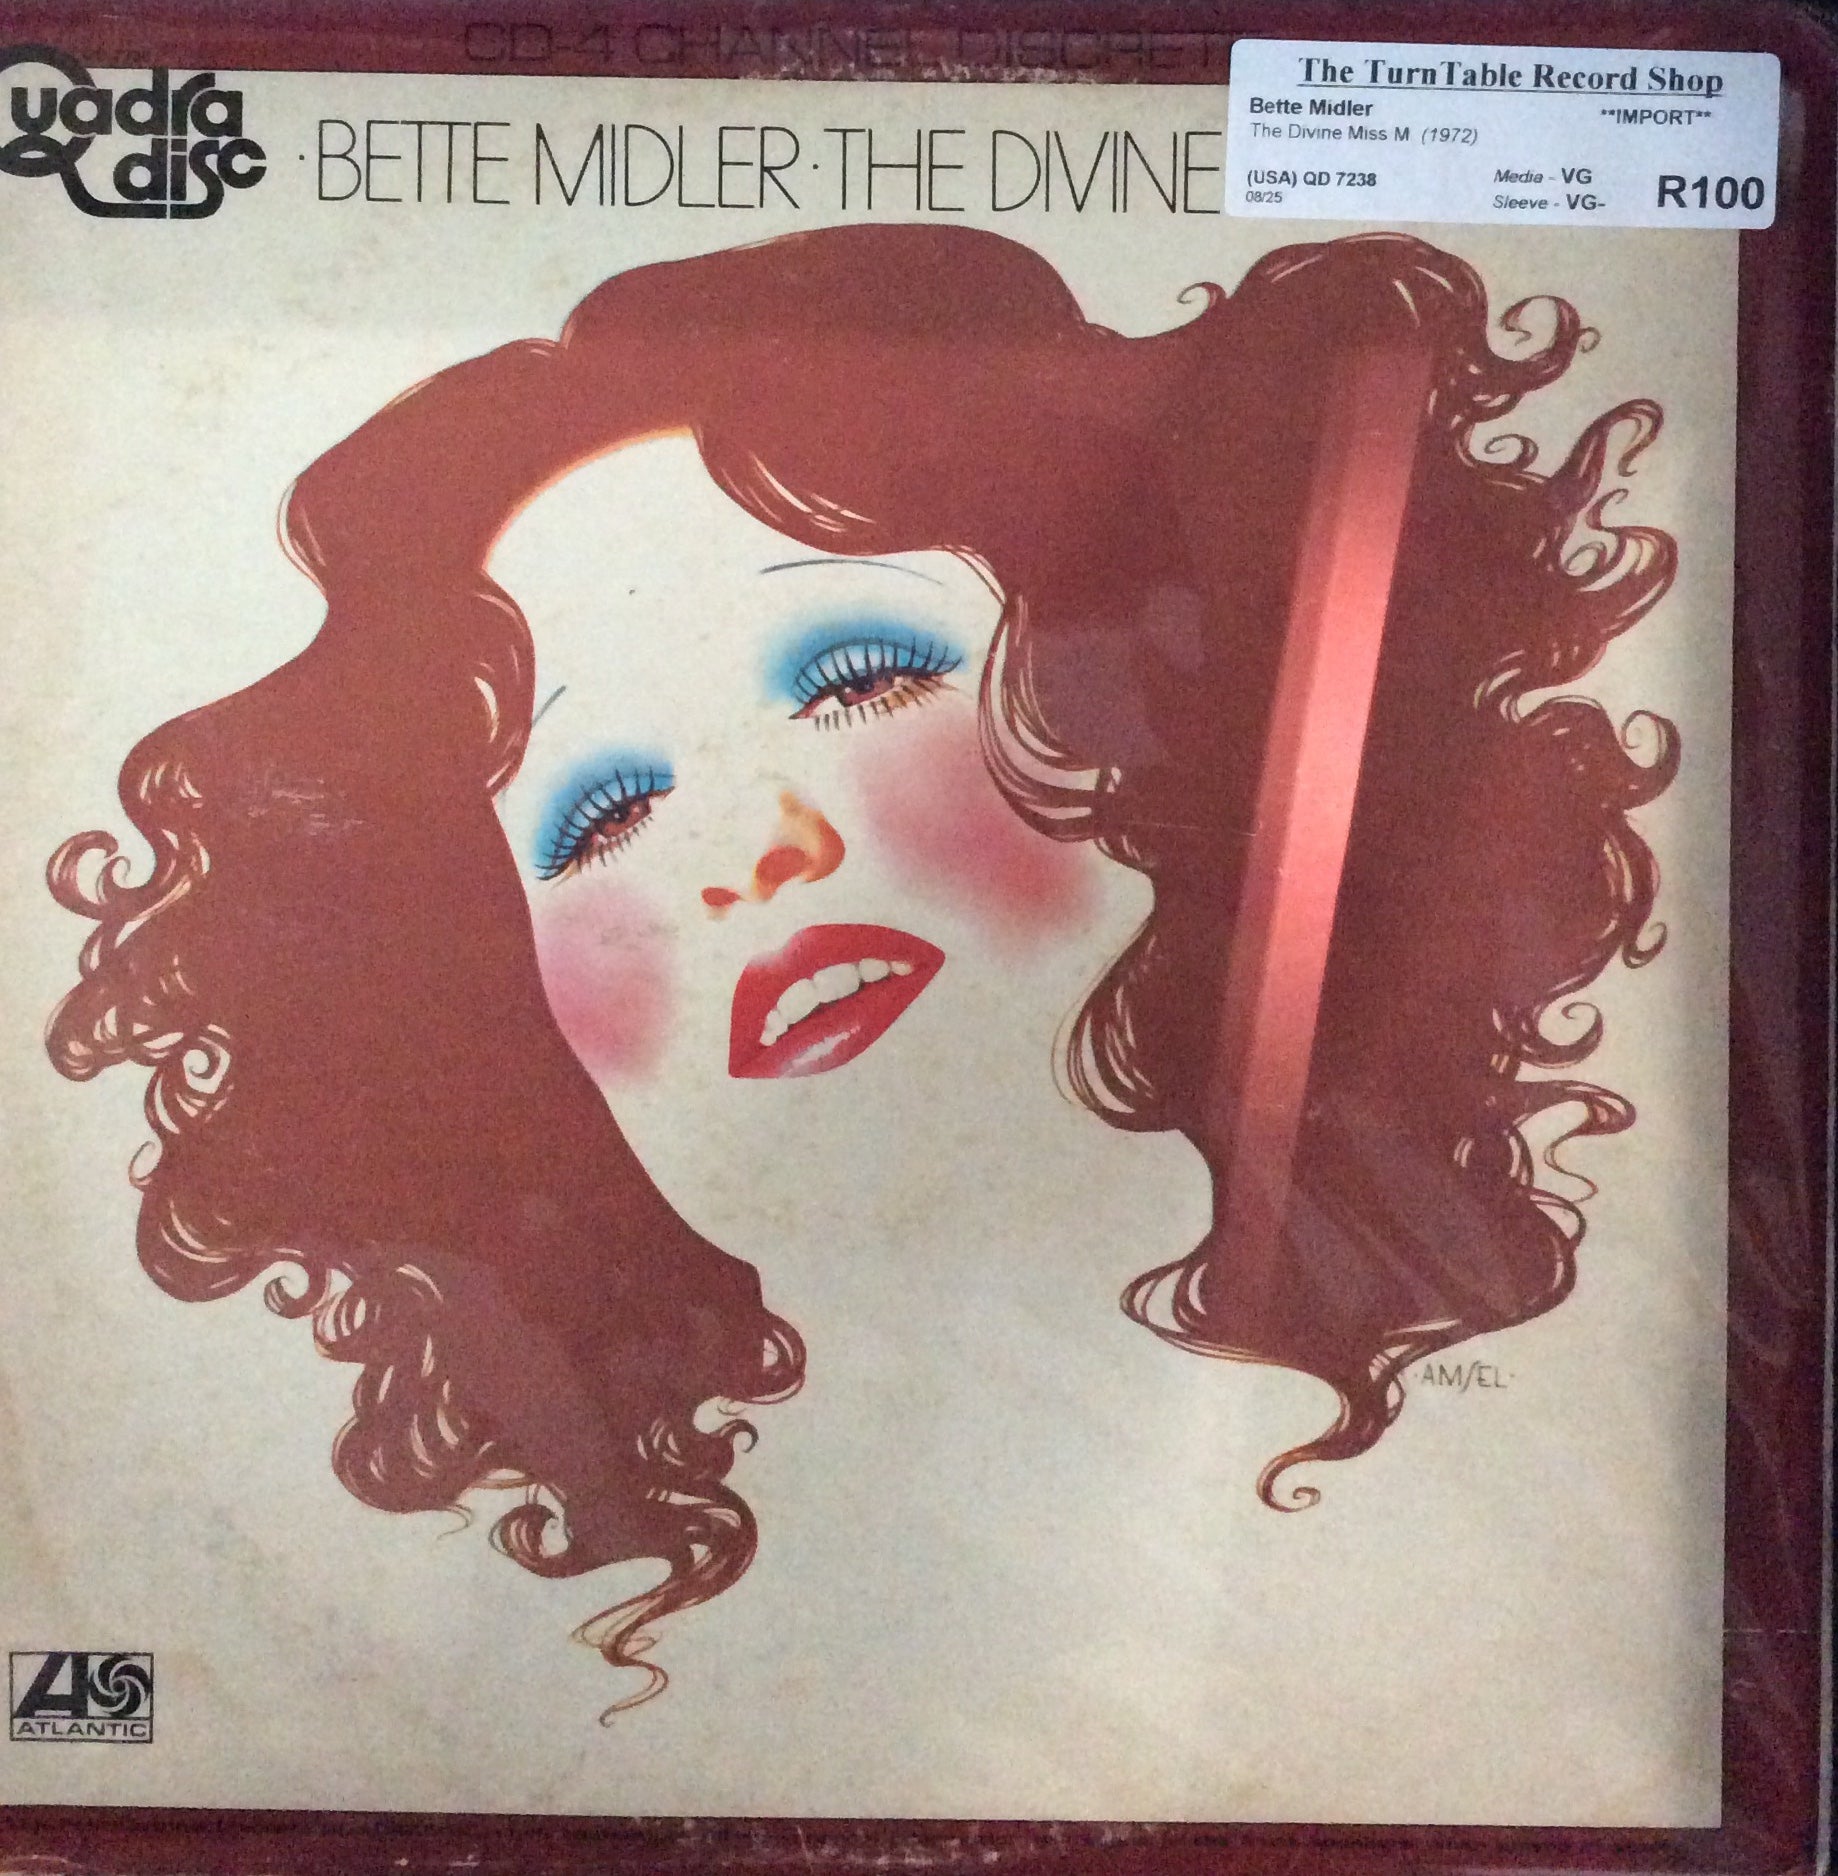 CD-4 CHANNEL DISCRET
Quadra
disc
·BETTE MIDLER·THE DIVINE
The TurnTable Record Shop
Bette Midler **IMPORT**
The Divine Miss M (1972)
(USA) QD 7238 Media - VG
08/25 Sleeve - VG- R100
·AMSEL·
ATLANTIC